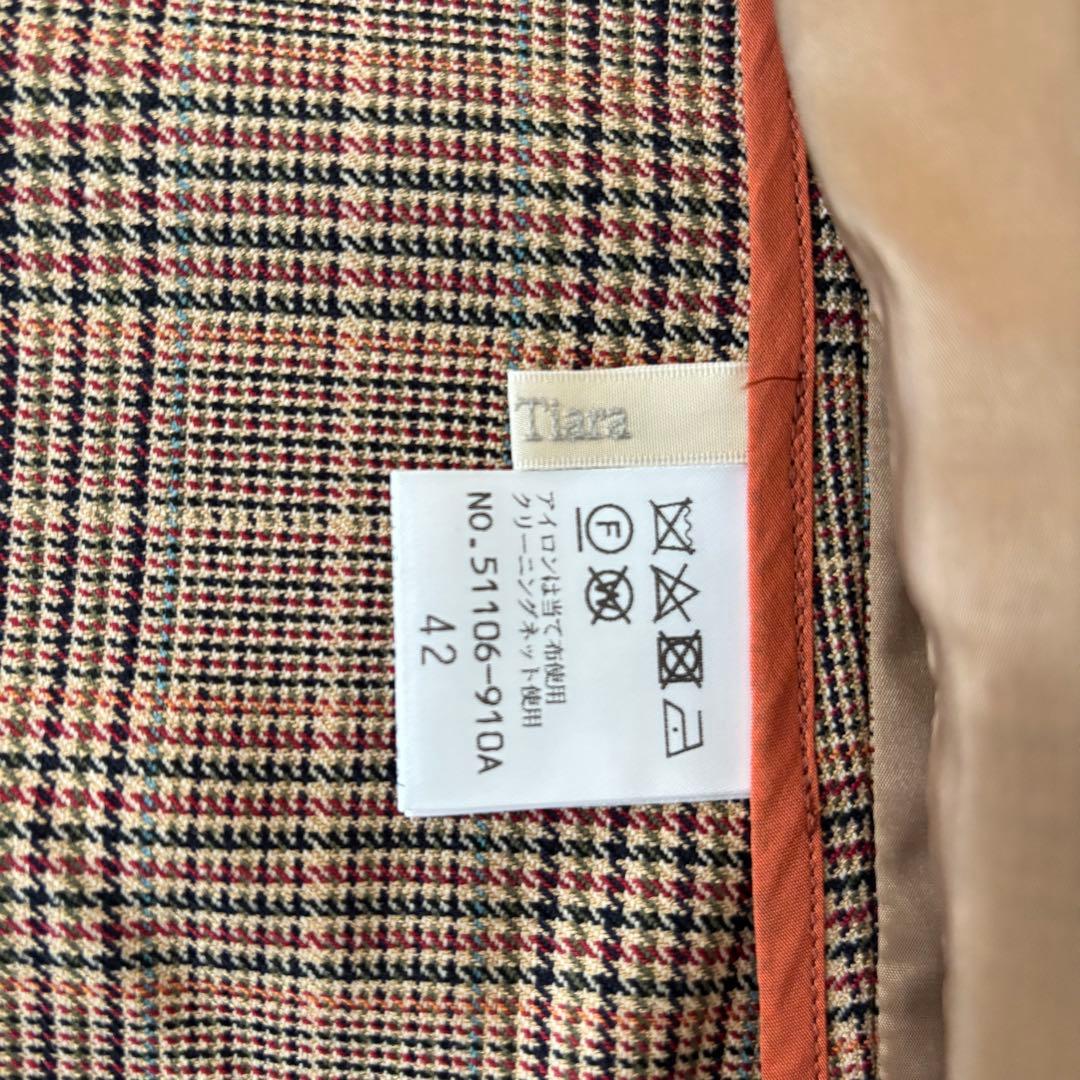 Tiara
F
W
アイロンは当て布使用
クリーニングネット使用
NO.51106-910A
42